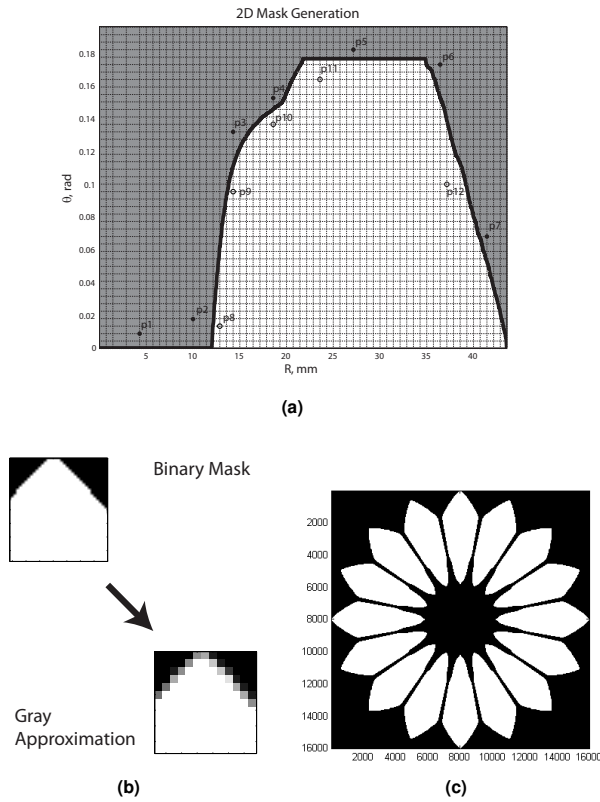 2D Mask Generation
0.18
0.16
0.14
0.12
0.1
0.08
0.06
0.04
0.02
0
θ, rad
p1
p2
p3
p4
p5
p6
p7
p8
p9
p10
p11
p12
5 10 15 20 25 30 35 40
R, mm
(a)
Binary Mask
Gray
Approximation
(b)
2000
4000
6000
8000
10000
12000
14000
16000
2000 4000 6000 8000 10000 12000 14000 16000
(c)